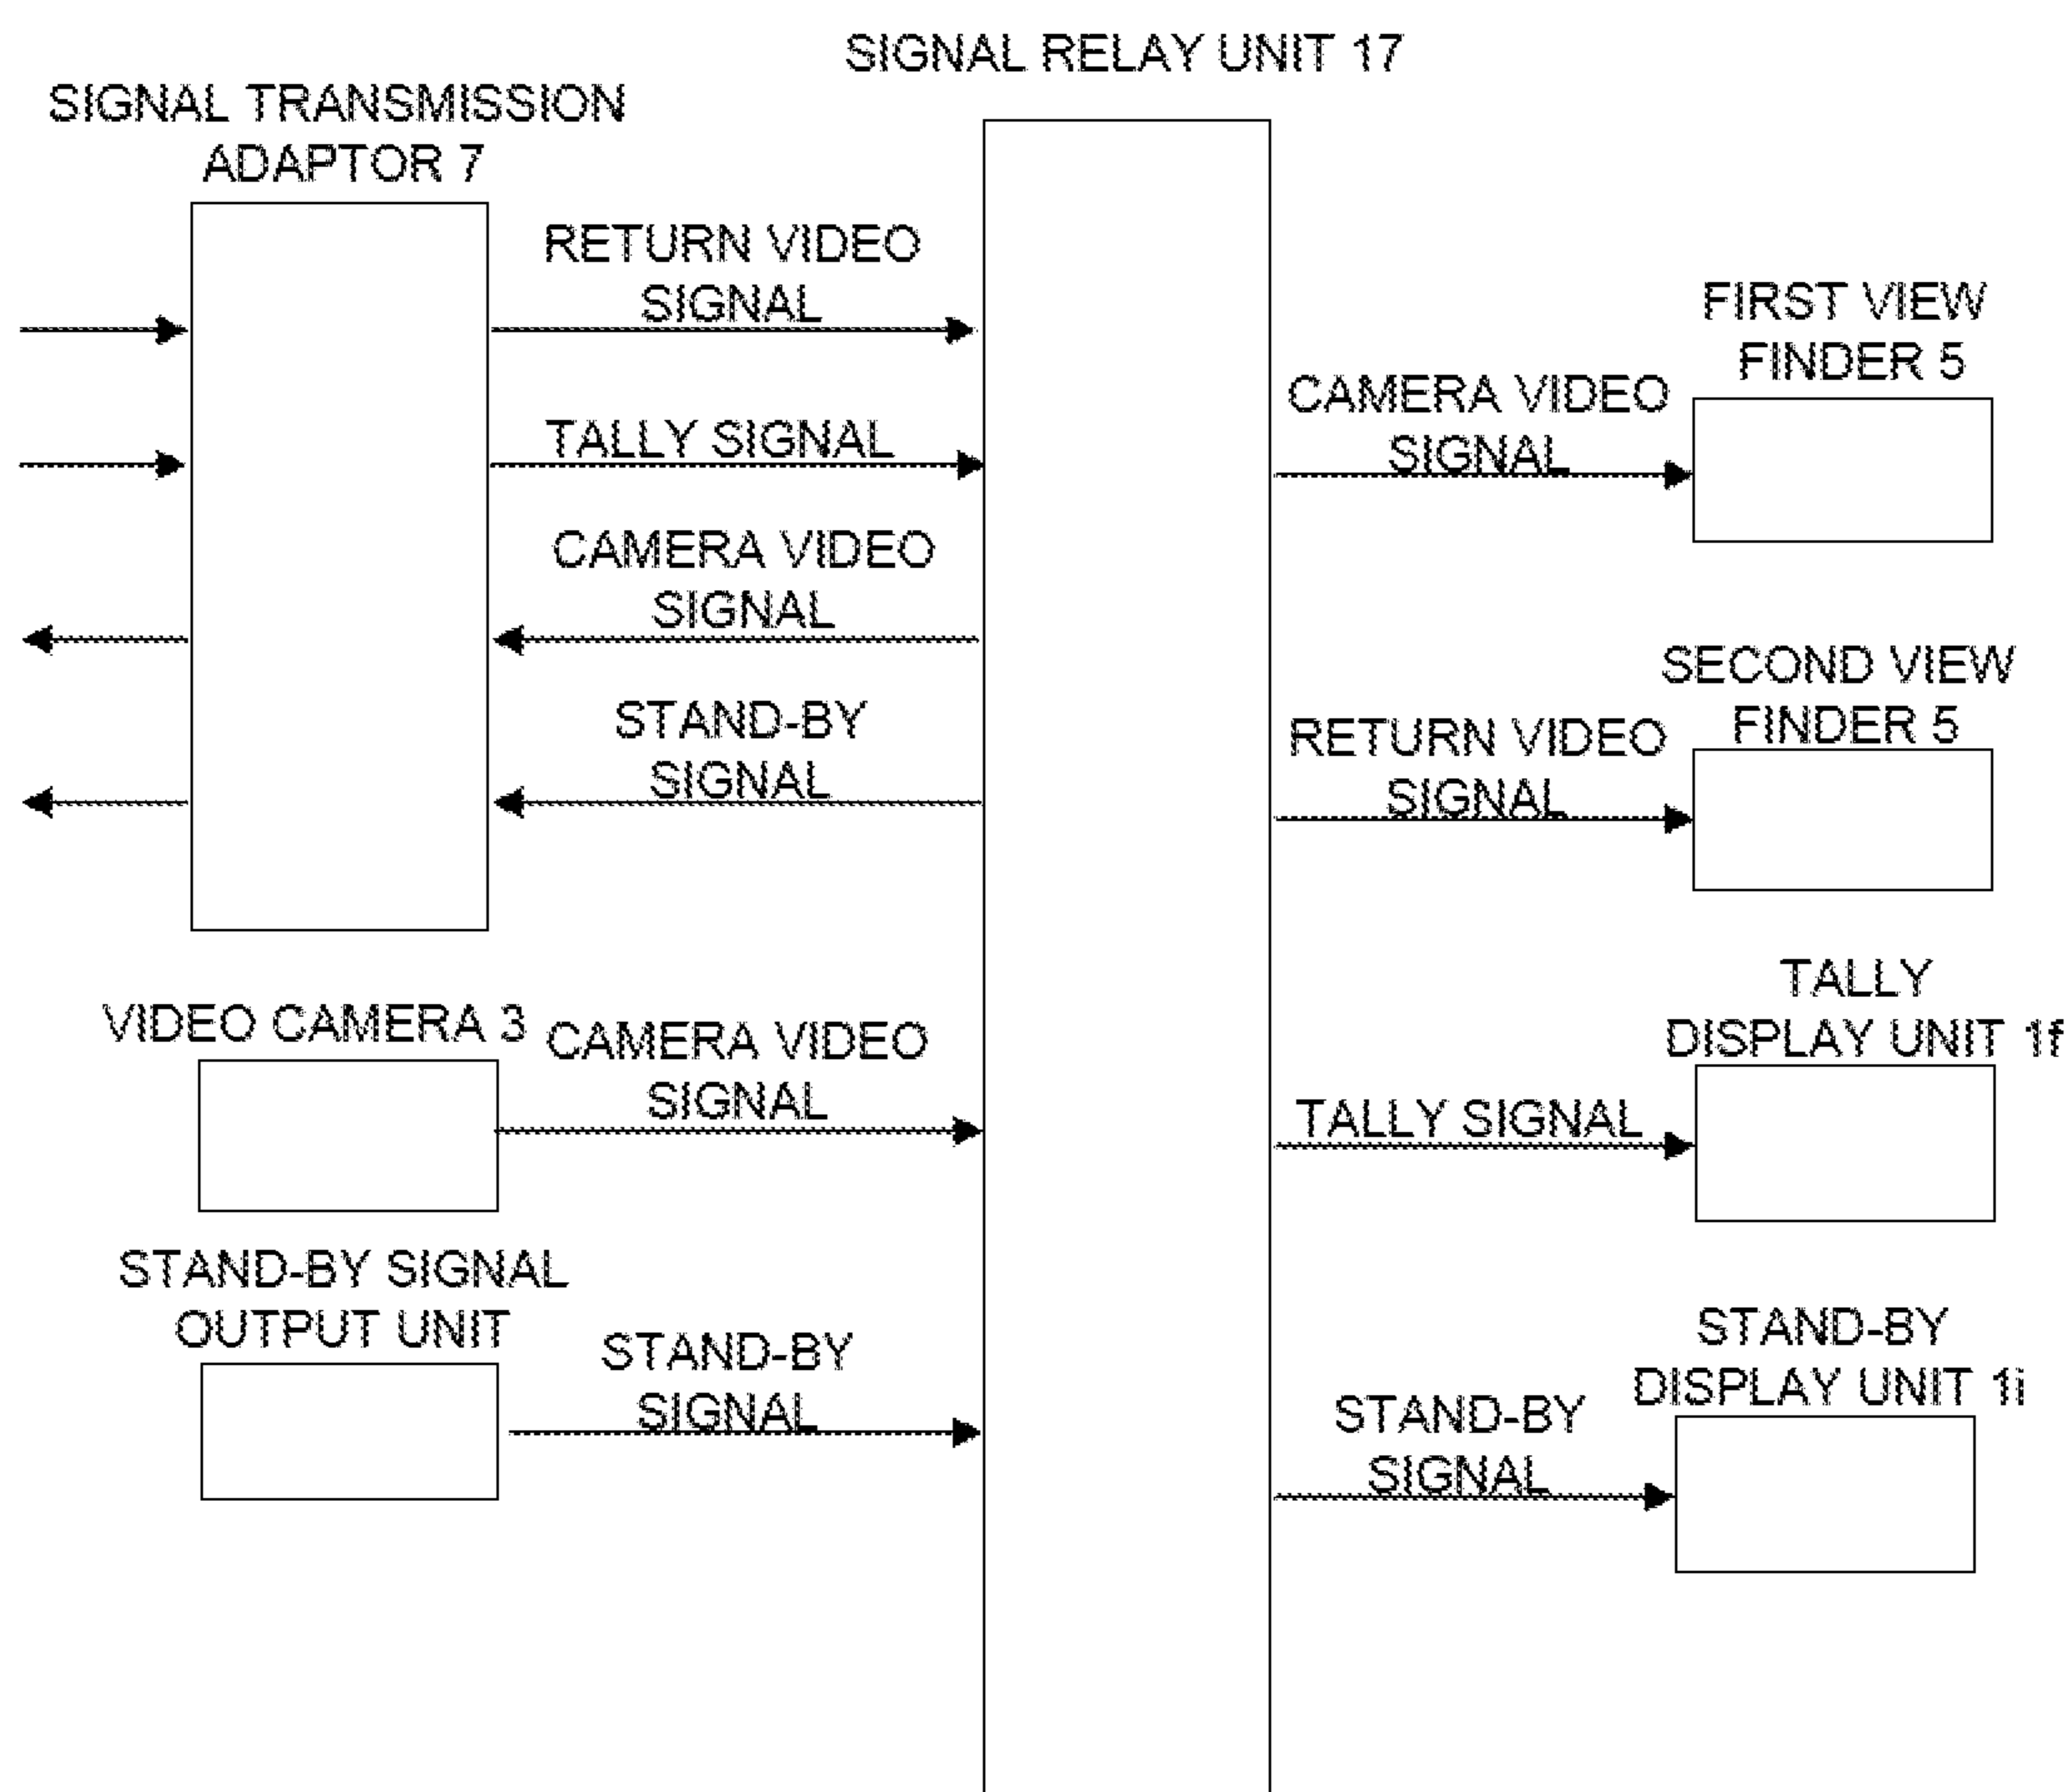 SIGNAL RELAY UNIT 17
SIGNAL TRANSMISSION
ADAPTOR 7
RETURN VIDEO
SIGNAL
TALLY SIGNAL
CAMERA VIDEO
SIGNAL
STAND-BY
SIGNAL
VIDEO CAMERA 3
CAMERA VIDEO
SIGNAL
STAND-BY SIGNAL
OUTPUT UNIT
STAND-BY
SIGNAL
FIRST VIEW
FINDER 5
CAMERA VIDEO
SIGNAL
SECOND VIEW
FINDER 5
RETURN VIDEO
SIGNAL
TALLY
DISPLAY UNIT 1f
TALLY SIGNAL
STAND-BY
DISPLAY UNIT 1i
STAND-BY
SIGNAL